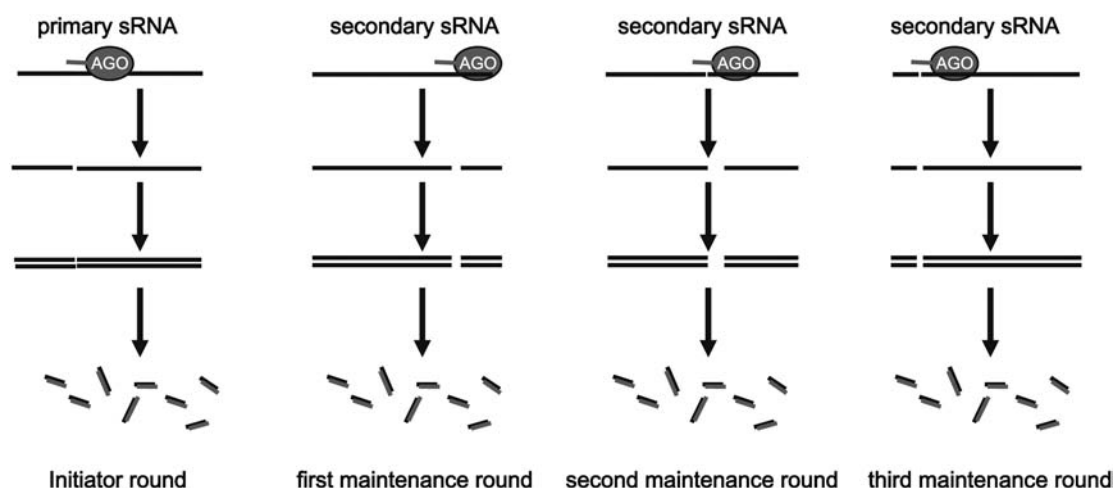 primary sRNA
secondary sRNA
secondary sRNA
secondary sRNA
AGO
AGO
AGO
AGO
Initiator round
first maintenance round
second maintenance round
third maintenance round